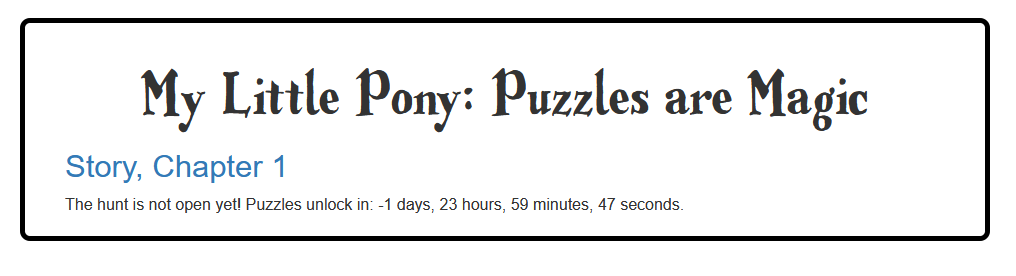 My Little Pony: Puzzles are Magic
Story, Chapter 1
The hunt is not open yet! Puzzles unlock in: -1 days, 23 hours, 59 minutes, 47 seconds.